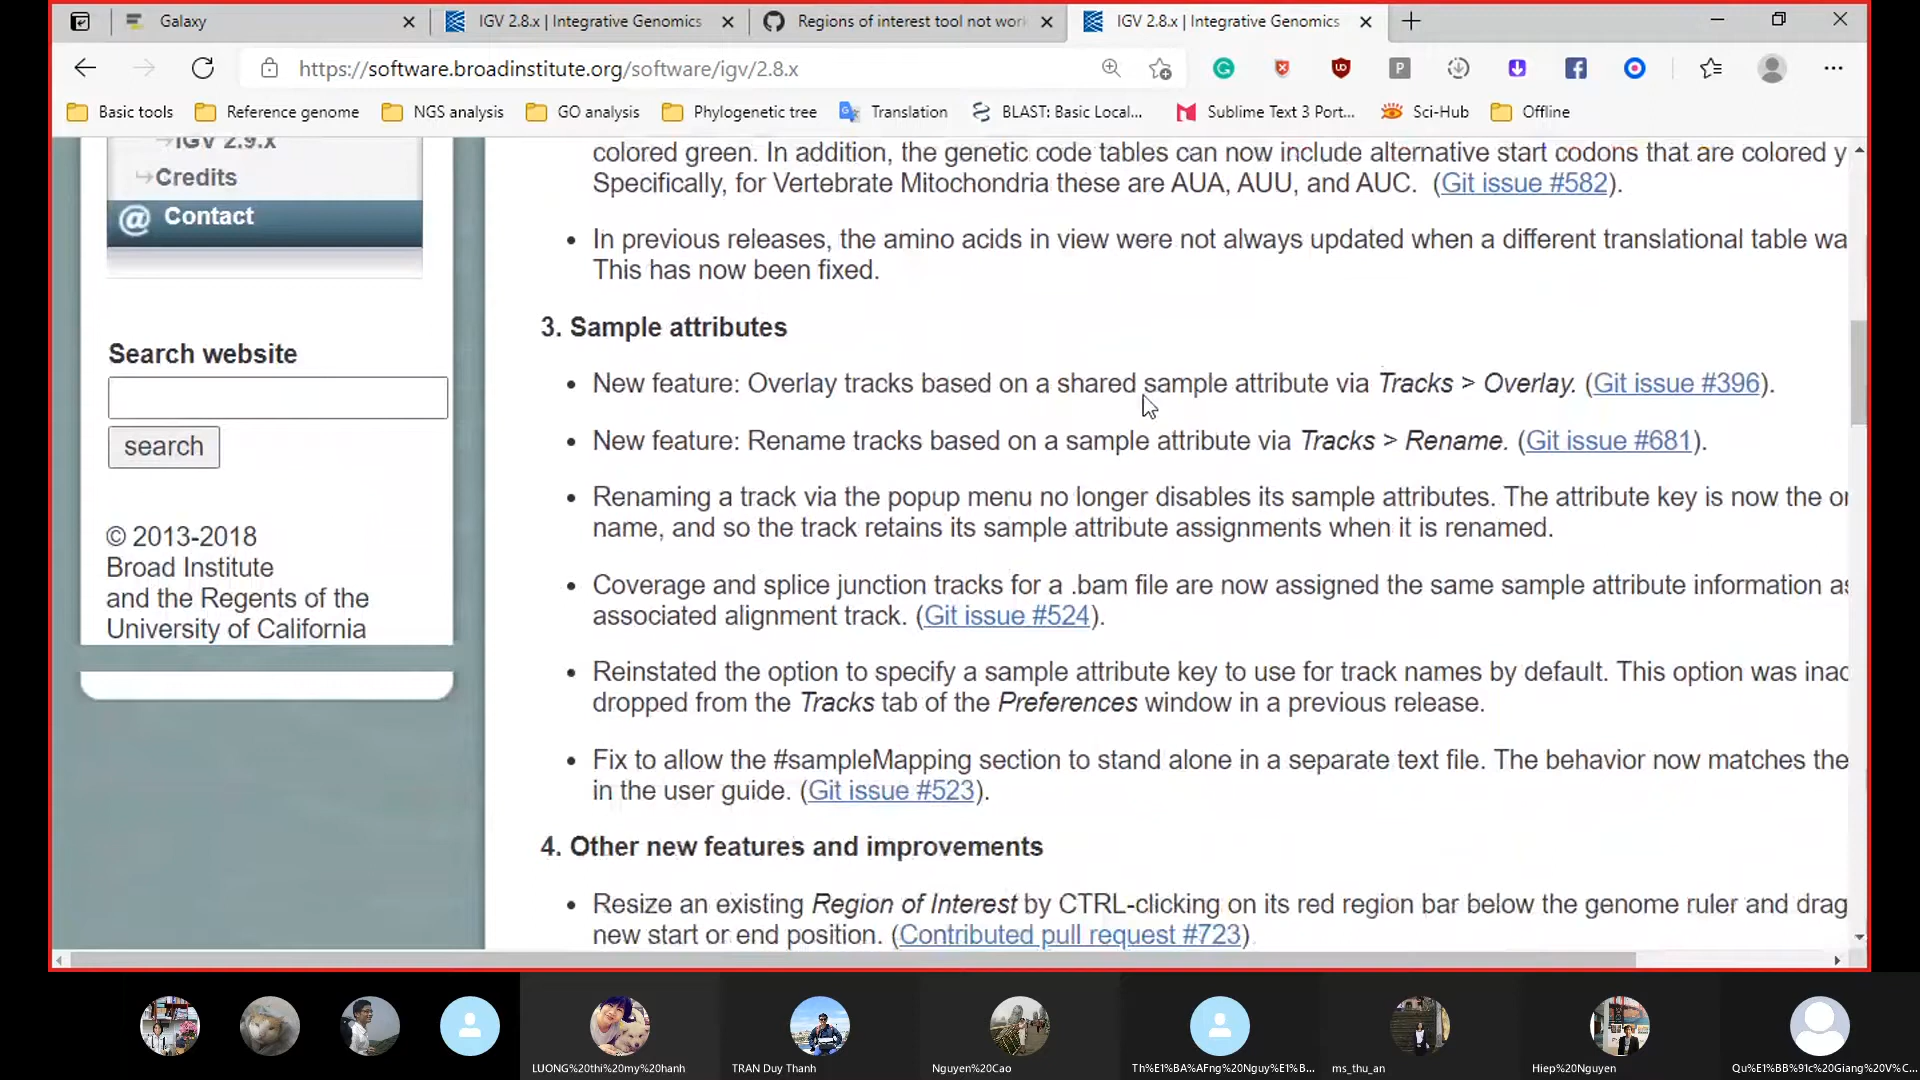 Galaxy
IGV 2.8.x | Integrative Genomics
Regions of interest tool not wor
IGV 2.8.x | Integrative Genomics
https://software.broadinstitute.org/software/igv/2.8.x
Basic tools
Reference genome
NGS analysis
GO analysis
Phylogenetic tree
Translation
BLAST: Basic Local...
Sublime Text 3 Port...
Sci-Hub
Offline
IGV 2.9.x
Credits
@ Contact
Search website
search
© 2013-2018
Broad Institute
and the Regents of the
University of California
colored green. In addition, the genetic code tables can now include alternative start codons that are colored y
Specifically, for Vertebrate Mitochondria these are AUA, AUU, and AUC. (Git issue #582).
• In previous releases, the amino acids in view were not always updated when a different translational table wa
This has now been fixed.
3. Sample attributes
• New feature: Overlay tracks based on a shared sample attribute via Tracks > Overlay. (Git issue #396).
• New feature: Rename tracks based on a sample attribute via Tracks > Rename. (Git issue #681).
• Renaming a track via the popup menu no longer disables its sample attributes. The attribute key is now the or
name, and so the track retains its sample attribute assignments when it is renamed.
• Coverage and splice junction tracks for a .bam file are now assigned the same sample attribute information as
associated alignment track. (Git issue #524).
• Reinstated the option to specify a sample attribute key to use for track names by default. This option was inac
dropped from the Tracks tab of the Preferences window in a previous release.
• Fix to allow the #sampleMapping section to stand alone in a separate text file. The behavior now matches the
in the user guide. (Git issue #523).
4. Other new features and improvements
• Resize an existing Region of Interest by CTRL-clicking on its red region bar below the genome ruler and drag
new start or end position. (Contributed pull request #723)
LUONG%20thi%20my%20hanh
TRAN Duy Thanh
Nguyen%20Cao
Th%E1%BA%AFng%20Nguy%E1%B...
ms_thu_an
Hiep%20Nguyen
Qu%E1%BB%91c%20Giang%20V%C...